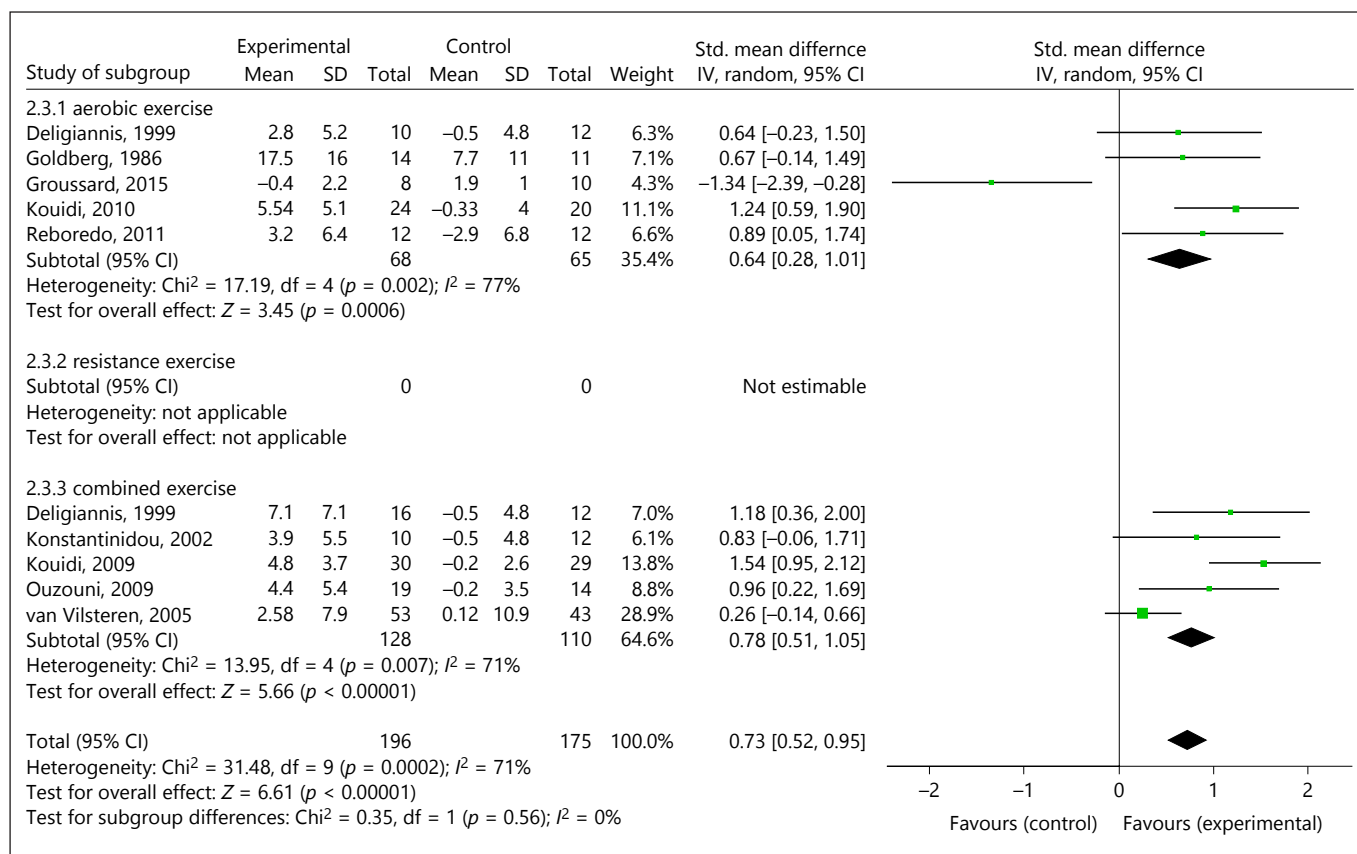 Experimental Control Std. mean differnce Std. mean differnce
Study of subgroup Mean SD Total Mean SD Total Weight IV, random, 95% CI IV, random, 95% CI
2.3.1 aerobic exercise
Deligiannis, 1999 2.8 5.2 10 –0.5 4.8 12 6.3% 0.64 [–0.23, 1.50]
Goldberg, 1986 17.5 16 14 7.7 11 11 7.1% 0.67 [–0.14, 1.49]
Groussard, 2015 –0.4 2.2 8 1.9 1 10 4.3% –1.34 [–2.39, –0.28]
Kouidi, 2010 5.54 5.1 24 –0.33 4 20 11.1% 1.24 [0.59, 1.90]
Reboredo, 2011 3.2 6.4 12 –2.9 6.8 12 6.6% 0.89 [0.05, 1.74]
Subtotal (95% CI) 68 65 35.4% 0.64 [0.28, 1.01]
Heterogeneity: Chi² = 17.19, df = 4 (p = 0.002); I² = 77%
Test for overall effect: Z = 3.45 (p = 0.0006)
2.3.2 resistance exercise
Subtotal (95% CI) 0 0 Not estimable
Heterogeneity: not applicable
Test for overall effect: not applicable
2.3.3 combined exercise
Deligiannis, 1999 7.1 7.1 16 –0.5 4.8 12 7.0% 1.18 [0.36, 2.00]
Konstantinidou, 2002 3.9 5.5 10 –0.5 4.8 12 6.1% 0.83 [–0.06, 1.71]
Kouidi, 2009 4.8 3.7 30 –0.2 2.6 29 13.8% 1.54 [0.95, 2.12]
Ouzouni, 2009 4.4 5.4 19 –0.2 3.5 14 8.8% 0.96 [0.22, 1.69]
van Vilsteren, 2005 2.58 7.9 53 0.12 10.9 43 28.9% 0.26 [–0.14, 0.66]
Subtotal (95% CI) 128 110 64.6% 0.78 [0.51, 1.05]
Heterogeneity: Chi² = 13.95, df = 4 (p = 0.007); I² = 71%
Test for overall effect: Z = 5.66 (p < 0.00001)
Total (95% CI) 196 175 100.0% 0.73 [0.52, 0.95]
Heterogeneity: Chi² = 31.48, df = 9 (p = 0.0002); I² = 71%
Test for overall effect: Z = 6.61 (p < 0.00001)
Test for subgroup differences: Chi² = 0.35, df = 1 (p = 0.56); I² = 0%
–2 –1 0 1 2
Favours (control) Favours (experimental)